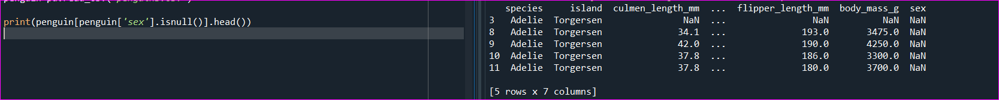 print(penguin[penguin['sex'].isnull()].head())
species island culmen_length_mm ... flipper_length_mm body_mass_g sex
3 Adelie Torgersen NaN ... NaN NaN NaN
8 Adelie Torgersen 34.1 ... 193.0 3475.0 NaN
9 Adelie Torgersen 42.0 ... 190.0 4250.0 NaN
10 Adelie Torgersen 37.8 ... 186.0 3300.0 NaN
11 Adelie Torgersen 37.8 ... 180.0 3700.0 NaN
[5 rows x 7 columns]